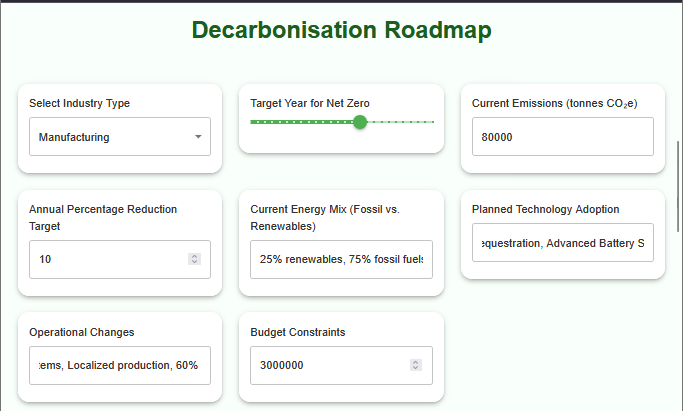 Decarbonisation Roadmap
Select Industry Type
Manufacturing
Target Year for Net Zero
Current Emissions (tonnes CO₂e)
80000
Annual Percentage Reduction
Target
10
Current Energy Mix (Fossil vs.
Renewables)
25% renewables, 75% fossil fuels
Planned Technology Adoption
equestration, Advanced Battery S
Operational Changes
tems, Localized production, 60%
Budget Constraints
3000000